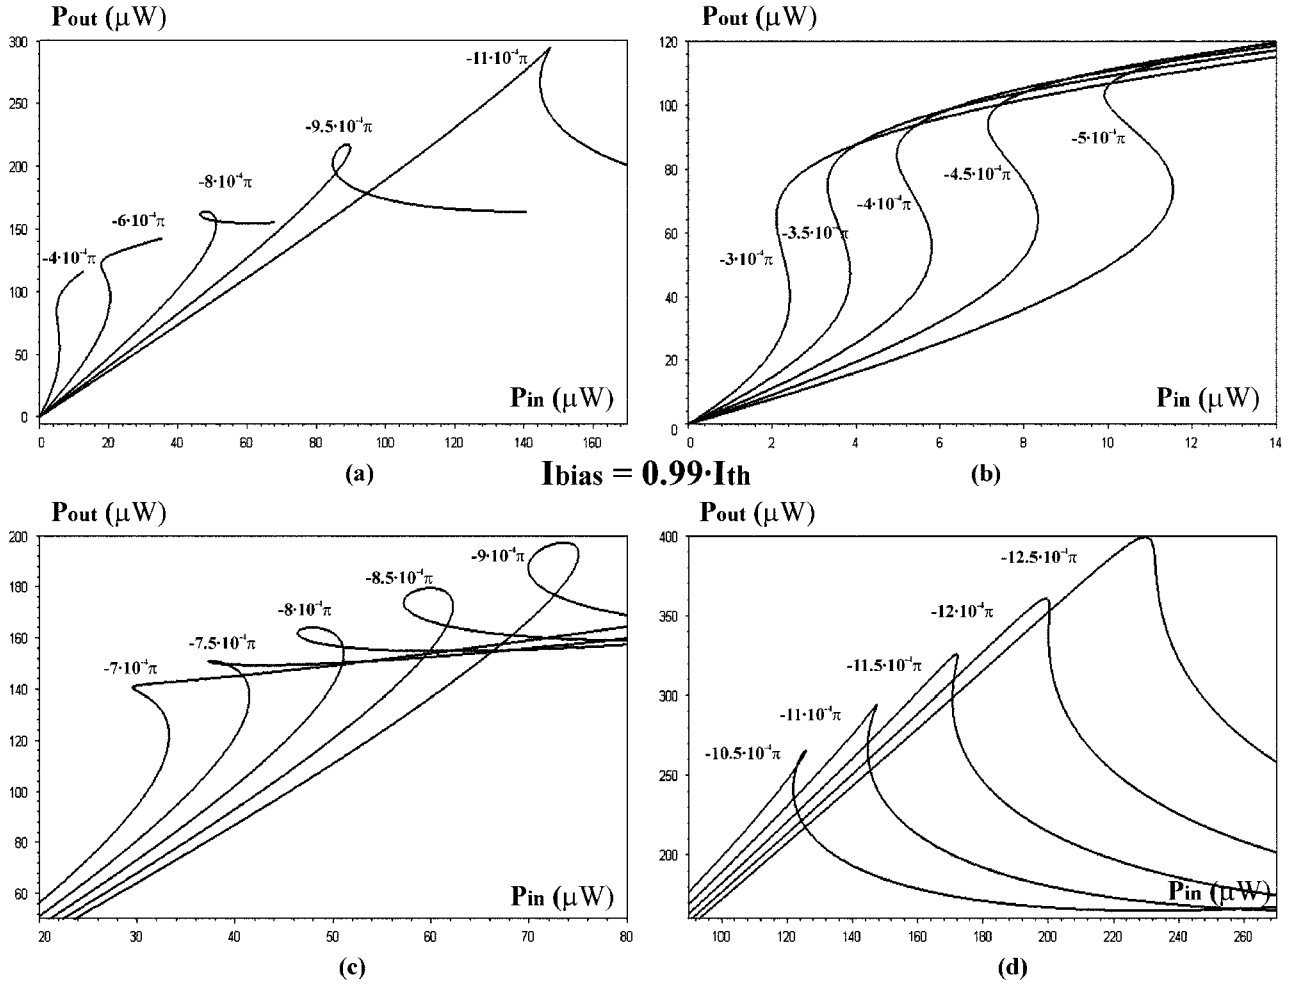 Pout (μW)
300
250
200
150
100
50
0
-4·10⁻⁴π
-6·10⁻⁴π
-8·10⁻⁴π
-9.5·10⁻⁴π
-11·10⁻⁴π
Pin (μW)
0 20 40 60 80 100 120 140 160
(a)
Pout (μW)
120
100
80
60
40
20
0
-3·10⁻⁴π
-3.5·10⁻⁴π
-4·10⁻⁴π
-4.5·10⁻⁴π
-5·10⁻⁴π
Pin (μW)
0 2 4 6 8 10 12 14
(b)
Ibias = 0.99·Ith
Pout (μW)
200
180
160
140
120
100
80
60
-7·10⁻⁴π
-7.5·10⁻⁴π
-8·10⁻⁴π
-8.5·10⁻⁴π
-9·10⁻⁴π
Pin (μW)
20 30 40 50 60 70 80
(c)
Pout (μW)
400
350
300
250
200
-10.5·10⁻⁴π
-11·10⁻⁴π
-11.5·10⁻⁴π
-12·10⁻⁴π
-12.5·10⁻⁴π
Pin (μW)
100 120 140 160 180 200 220 240 260
(d)